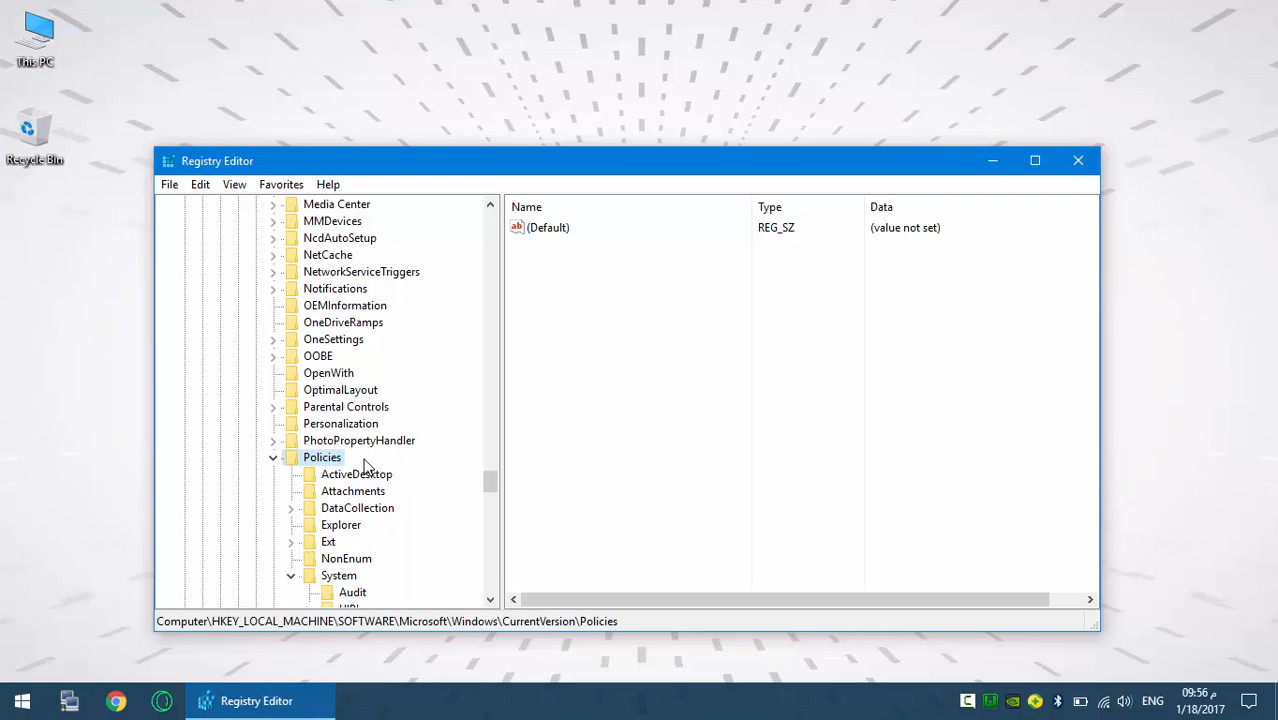 This PC
Recycle Bin
Registry Editor
File Edit View Favorites Help
Media Center
MMDevices
NcdAutoSetup
NetCache
NetworkServiceTriggers
Notifications
OEMInformation
OneDriveRamps
OneSettings
OOBE
OpenWith
OptimalLayout
Parental Controls
Personalization
PhotoPropertyHandler
Policies
ActiveDesktop
Attachments
DataCollection
Explorer
Ext
NonEnum
System
Audit
Name Type Data
ab (Default) REG_SZ (value not set)
Computer\HKEY_LOCAL_MACHINE\SOFTWARE\Microsoft\Windows\CurrentVersion\Policies
Registry Editor
ENG
09:56 م
1/18/2017